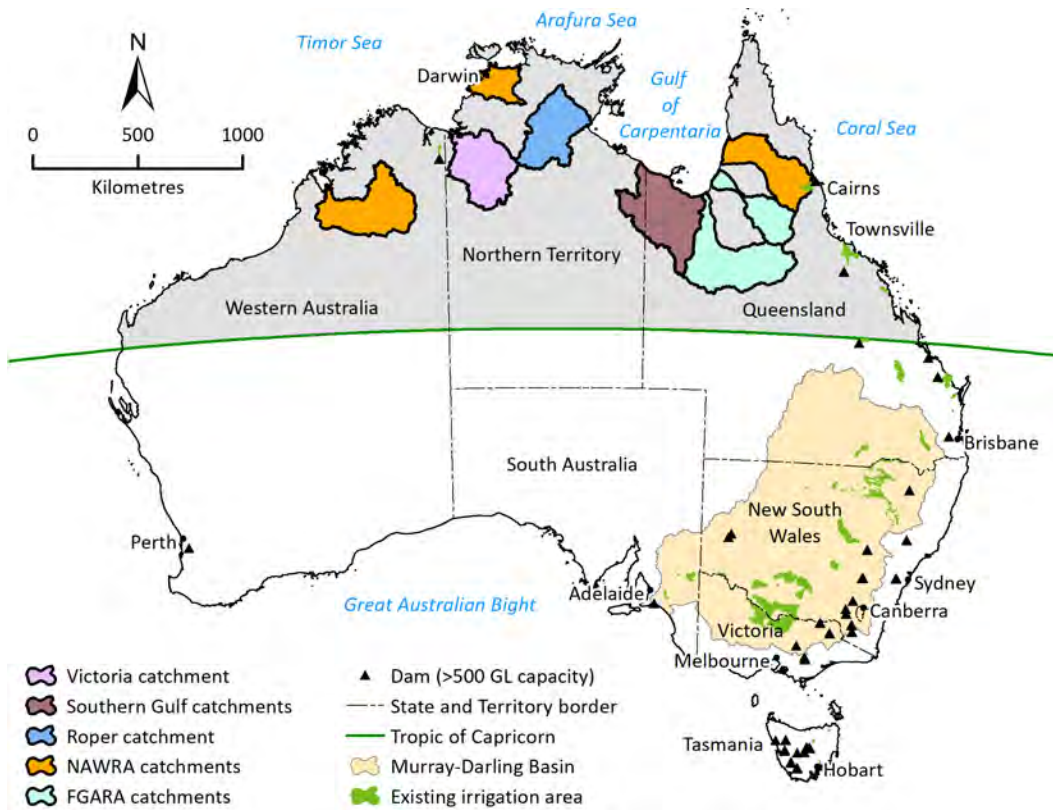 Arafura Sea
Timor Sea
N
Darwin
Gulf
of
Carpentaria
Coral Sea
0 500 1000
Kilometres
Cairns
Townsville
Northern Territory
Western Australia
Queensland
Brisbane
South Australia
New South
Wales
Perth
Sydney
Adelaide
Great Australian Bight
Canberra
Victoria
Melbourne
Victoria catchment
Southern Gulf catchments
Roper catchment
NAWRA catchments
FGARA catchments
Dam (>500 GL capacity)
State and Territory border
Tropic of Capricorn
Murray-Darling Basin
Existing irrigation area
Tasmania
Hobart